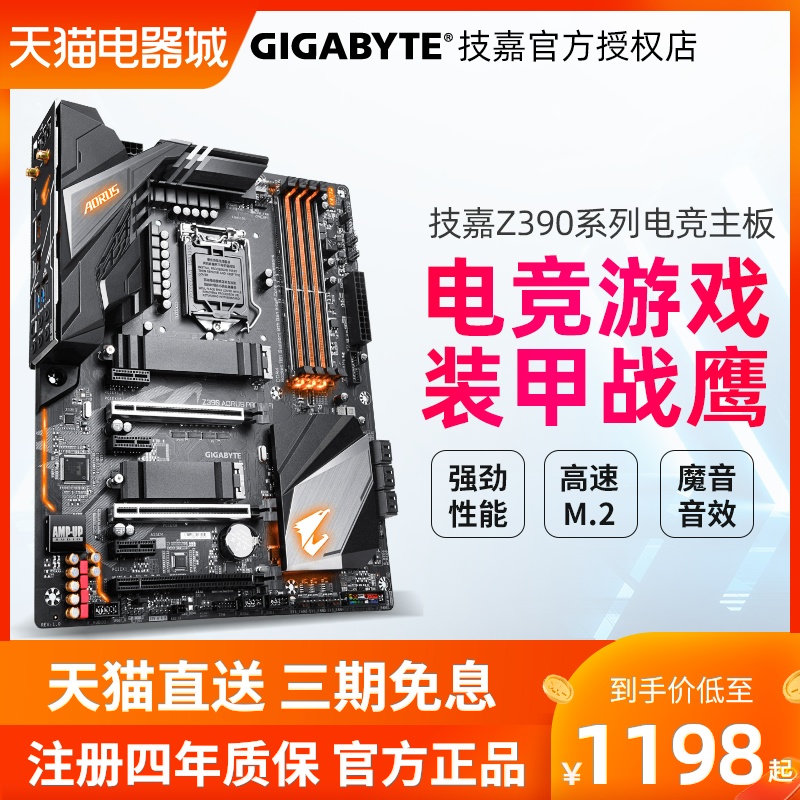 天猫电器城
GIGABYTE® 技嘉官方授权店
技嘉Z390系列电竞主板
电竞游戏
装甲战鹰
强劲
性能
高速
M.2
魔音
音效
AORUS
Z390 AORUS PRO
GIGABYTE
AMP-UP
天猫直送 三期免息
注册四年质保 官方正品
到手价低至
¥1198起